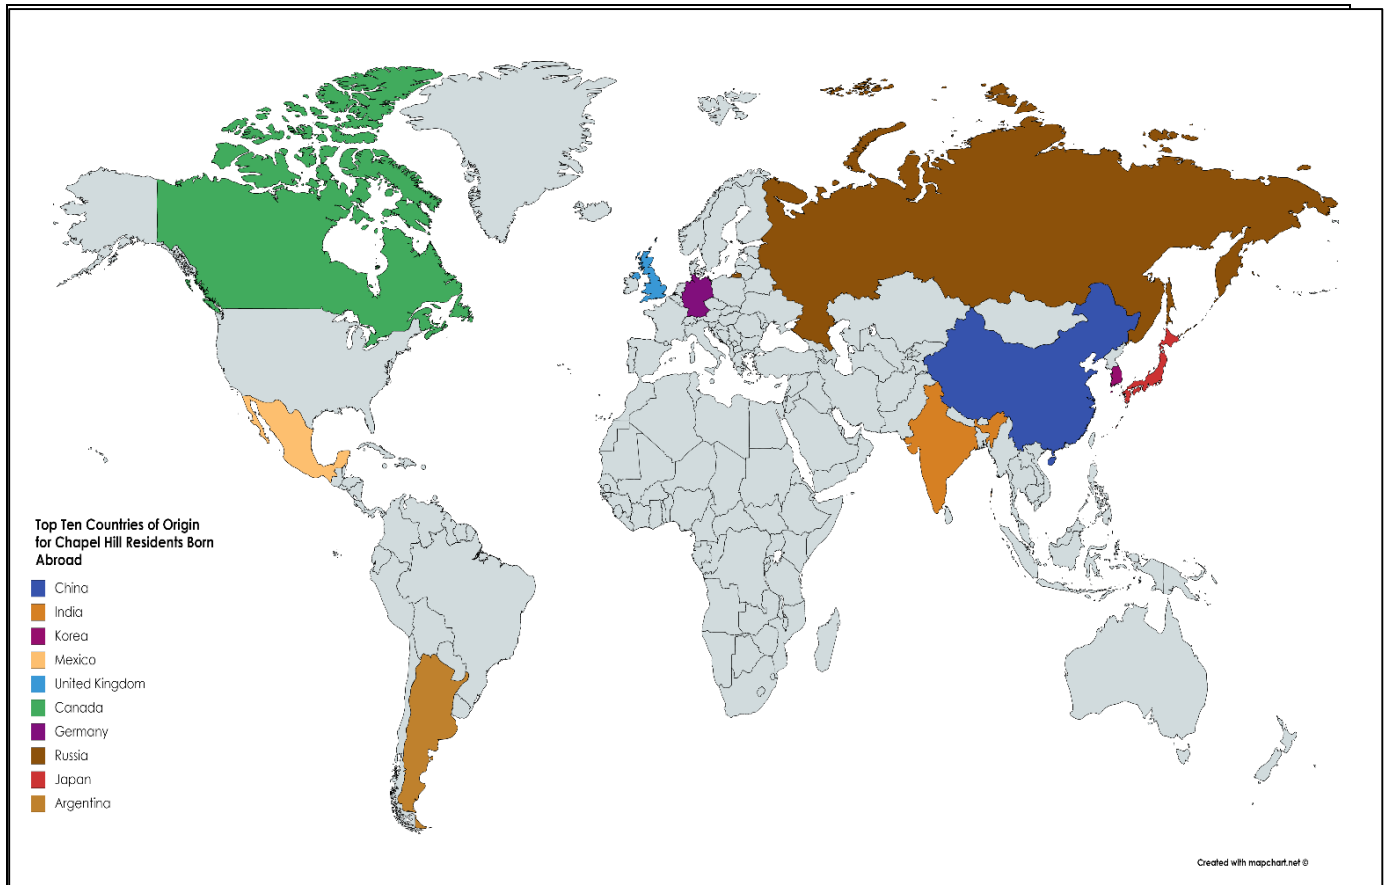 Top Ten Countries of Origin
for Chapel Hill Residents Born
Abroad
China
India
Korea
Mexico
United Kingdom
Canada
Germany
Russia
Japan
Argentina
Created with mapchart.net ©